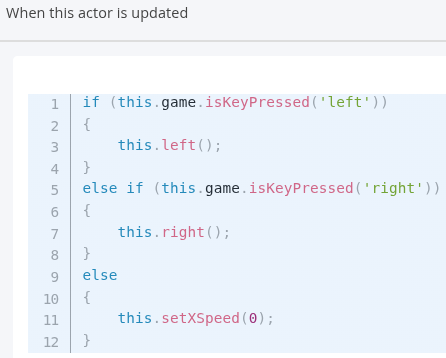 When this actor is updated
1 if (this.game.isKeyPressed('left'))
2 {
3     this.left();
4 }
5 else if (this.game.isKeyPressed('right'))
6 {
7     this.right();
8 }
9 else
10 {
11     this.setXSpeed(0);
12 }